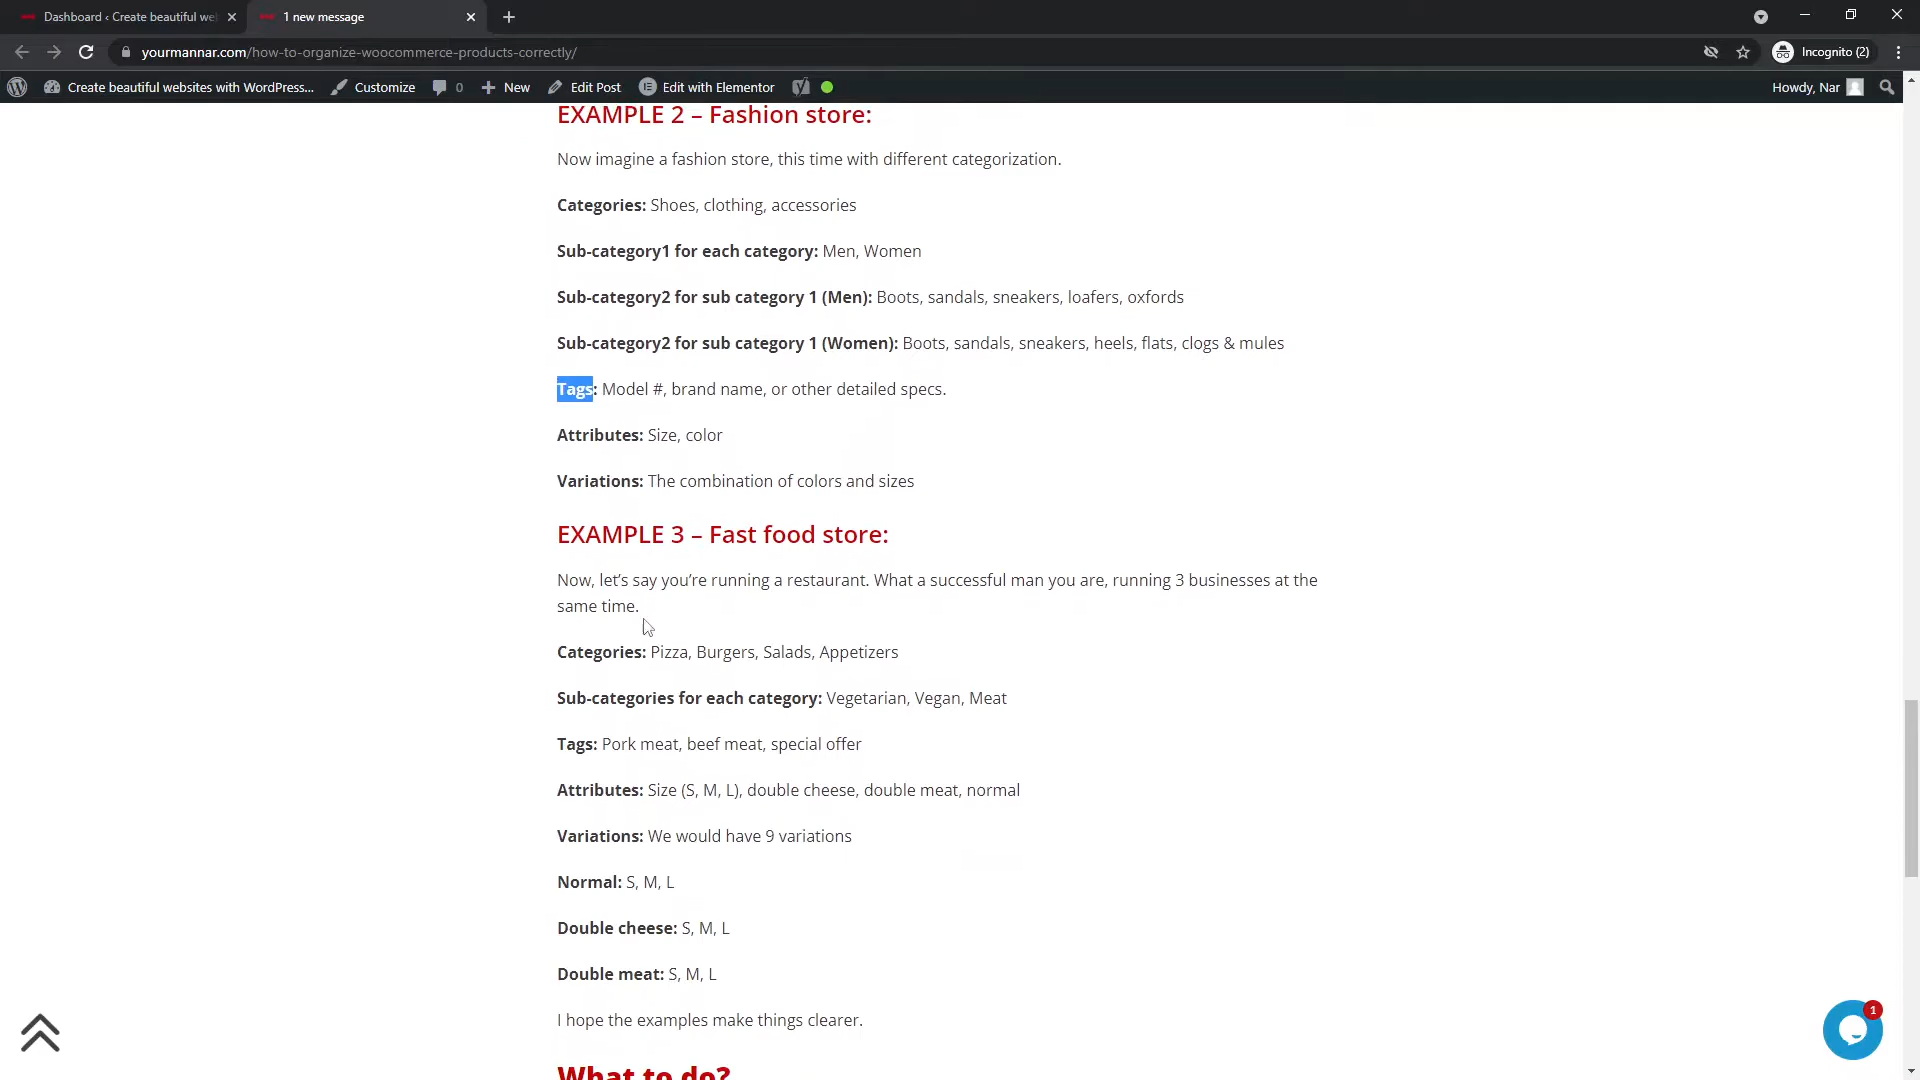 Dashboard ‹ Create beautiful we
1 new message
yourmannar.com/how-to-organize-woocommerce-products-correctly/
Incognito (2)
Create beautiful websites with WordPress...
Customize
0
New
Edit Post
Edit with Elementor
Howdy, Nar
EXAMPLE 2 – Fashion store:
Now imagine a fashion store, this time with different categorization.
Categories: Shoes, clothing, accessories
Sub-category1 for each category: Men, Women
Sub-category2 for sub category 1 (Men): Boots, sandals, sneakers, loafers, oxfords
Sub-category2 for sub category 1 (Women): Boots, sandals, sneakers, heels, flats, clogs & mules
Tags: Model #, brand name, or other detailed specs.
Attributes: Size, color
Variations: The combination of colors and sizes
EXAMPLE 3 – Fast food store:
Now, let's say you're running a restaurant. What a successful man you are, running 3 businesses at the
same time.
Categories: Pizza, Burgers, Salads, Appetizers
Sub-categories for each category: Vegetarian, Vegan, Meat
Tags: Pork meat, beef meat, special offer
Attributes: Size (S, M, L), double cheese, double meat, normal
Variations: We would have 9 variations
Normal: S, M, L
Double cheese: S, M, L
Double meat: S, M, L
I hope the examples make things clearer.
1
What to do?